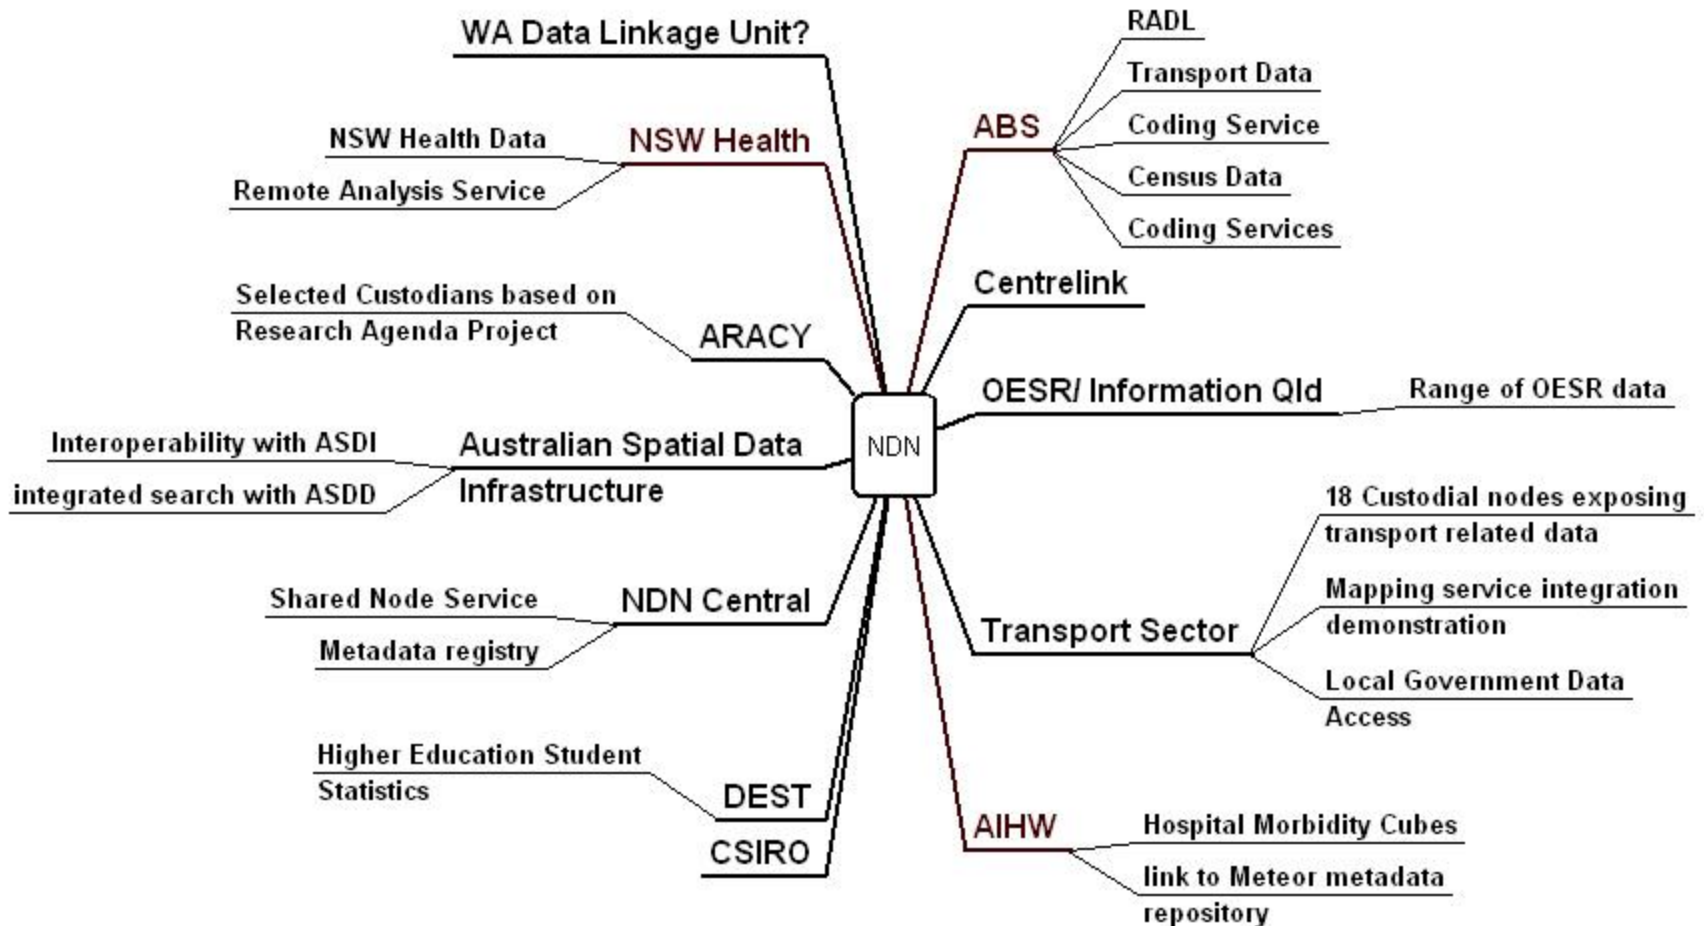 WA Data Linkage Unit?
NSW Health
NSW Health Data
Remote Analysis Service
ARACY
Selected Custodians based on
Research Agenda Project
Australian Spatial Data
Infrastructure
Interoperability with ASDI
integrated search with ASDD
NDN Central
Shared Node Service
Metadata registry
DEST
Higher Education Student
Statistics
CSIRO
NDN
ABS
RADL
Transport Data
Coding Service
Census Data
Coding Services
Centrelink
OESR/ Information Qld
Range of OESR data
Transport Sector
18 Custodial nodes exposing
transport related data
Mapping service integration
demonstration
Local Government Data
Access
AIHW
Hospital Morbidity Cubes
link to Meteor metadata
repository